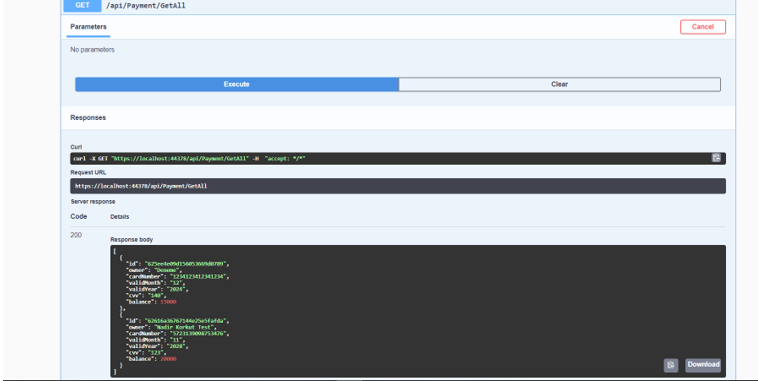 GET /api/Payment/GetAll
Parameters
Cancel
No parameters
Execute
Clear
Responses
Curl
curl -X GET "https://localhost:44378/api/Payment/GetAll" -H "accept: */*"
Request URL
https://localhost:44378/api/Payment/GetAll
Server response
Code Details
200
Response body
[
{
"id": "625ee4e09d156053669d0709",
"owner": "Deneme",
"cardNumber": "1234123412341234",
"validMonth": "12",
"validYear": "2024",
"cvv": "140",
"balance": 15000
},
{
"id": "62616a36767144e25e5fafda",
"owner": "Nadir Korkut Test",
"cardNumber": "5723139098753476",
"validMonth": "11",
"validYear": "2028",
"cvv": "123",
"balance": 20000
}
]
Download